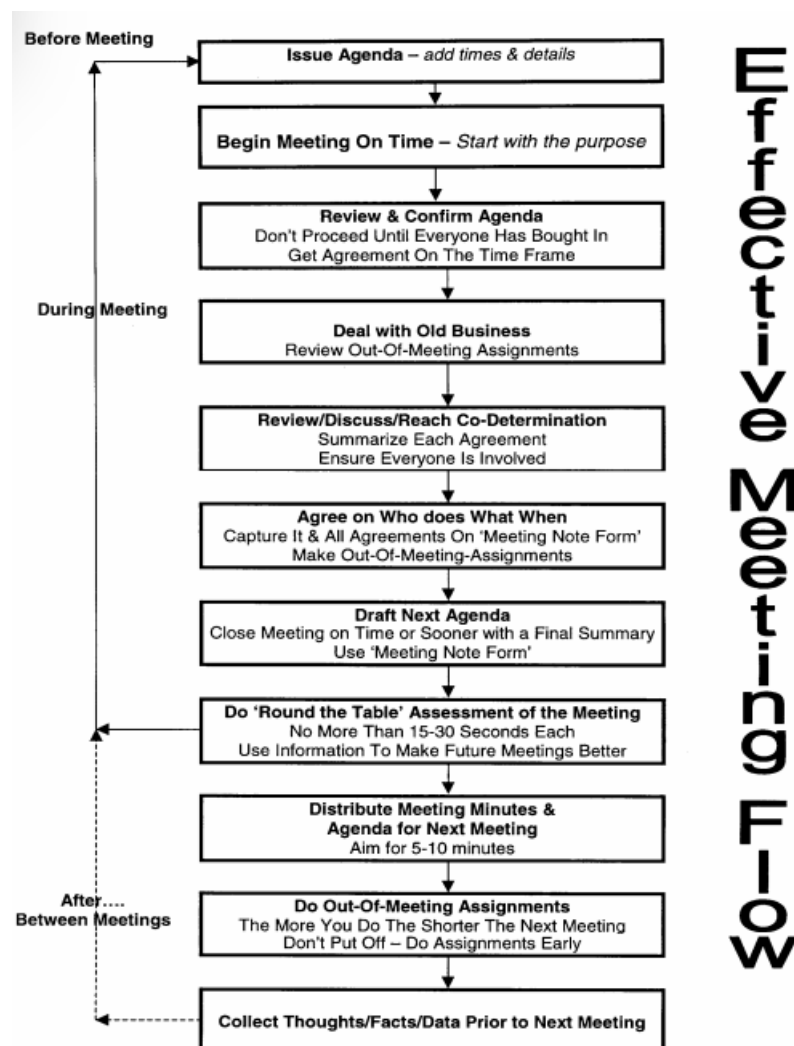 Before Meeting
Issue Agenda – add times & details
Begin Meeting On Time – Start with the purpose
Review & Confirm Agenda
Don't Proceed Until Everyone Has Bought In
Get Agreement On The Time Frame
During Meeting
Deal with Old Business
Review Out-Of-Meeting Assignments
Review/Discuss/Reach Co-Determination
Summarize Each Agreement
Ensure Everyone Is Involved
Agree on Who does What When
Capture It & All Agreements On ‘Meeting Note Form’
Make Out-Of-Meeting-Assignments
Draft Next Agenda
Close Meeting on Time or Sooner with a Final Summary
Use ‘Meeting Note Form’
Do ‘Round the Table’ Assessment of the Meeting
No More Than 15-30 Seconds Each
Use Information To Make Future Meetings Better
Distribute Meeting Minutes &
Agenda for Next Meeting
Aim for 5-10 minutes
After....
Between Meetings
Do Out-Of-Meeting Assignments
The More You Do The Shorter The Next Meeting
Don't Put Off – Do Assignments Early
Collect Thoughts/Facts/Data Prior to Next Meeting
Effective Meeting Flow